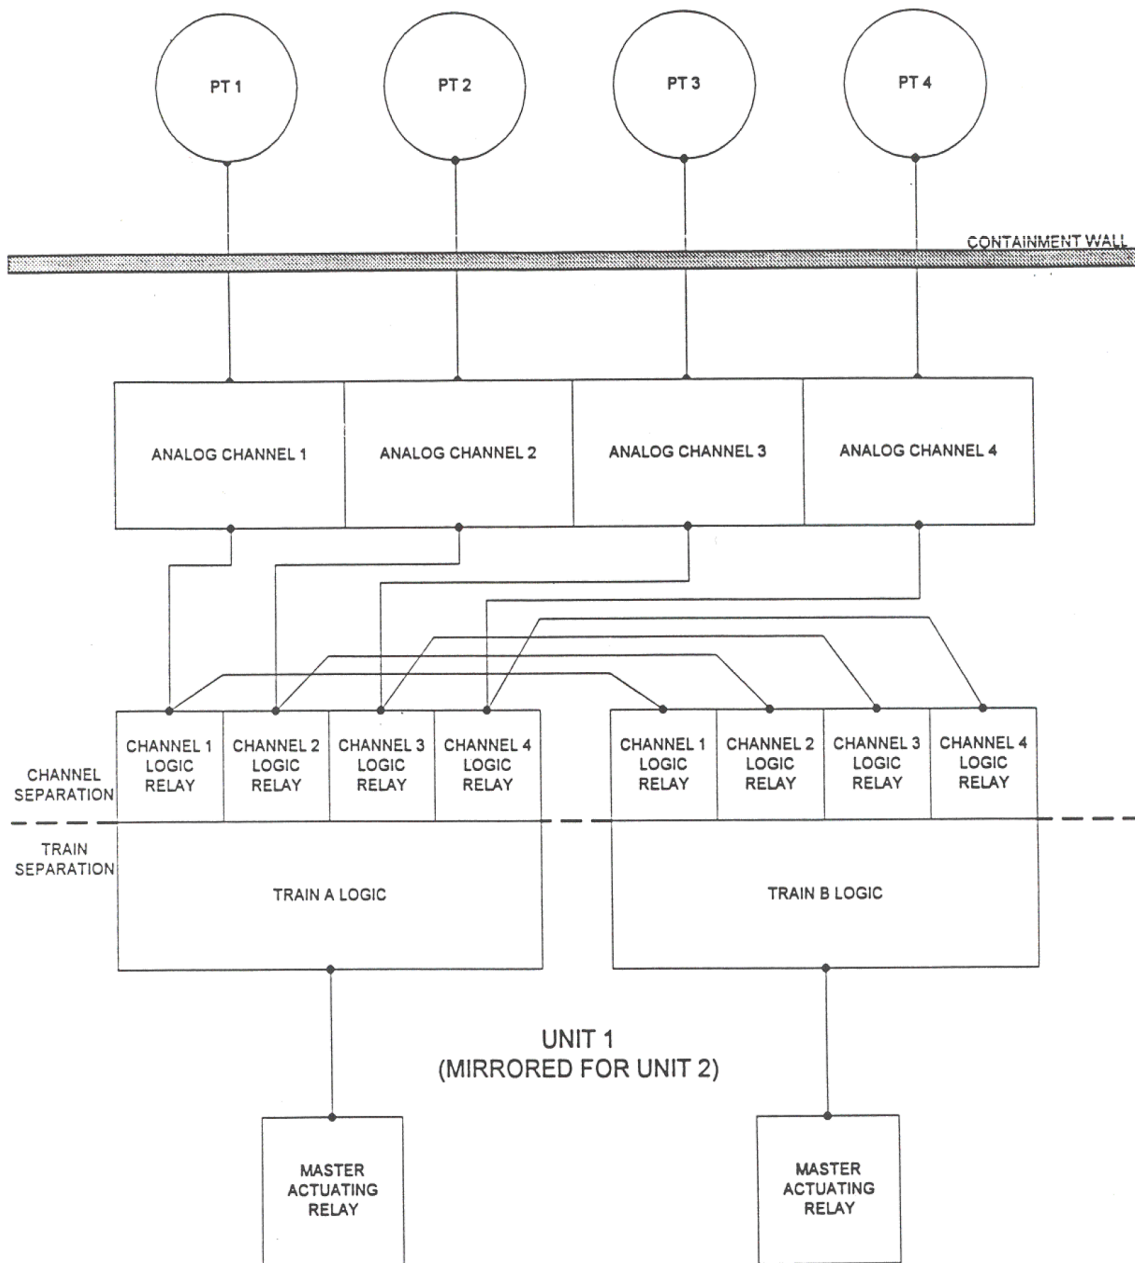 PT 1
PT 2
PT 3
PT 4
CONTAINMENT WALL
ANALOG CHANNEL 1
ANALOG CHANNEL 2
ANALOG CHANNEL 3
ANALOG CHANNEL 4
CHANNEL 1
LOGIC
RELAY
CHANNEL 2
LOGIC
RELAY
CHANNEL 3
LOGIC
RELAY
CHANNEL 4
LOGIC
RELAY
CHANNEL 1
LOGIC
RELAY
CHANNEL 2
LOGIC
RELAY
CHANNEL 3
LOGIC
RELAY
CHANNEL 4
LOGIC
RELAY
CHANNEL
SEPARATION
TRAIN
SEPARATION
TRAIN A LOGIC
TRAIN B LOGIC
UNIT 1
(MIRRORED FOR UNIT 2)
MASTER
ACTUATING
RELAY
MASTER
ACTUATING
RELAY